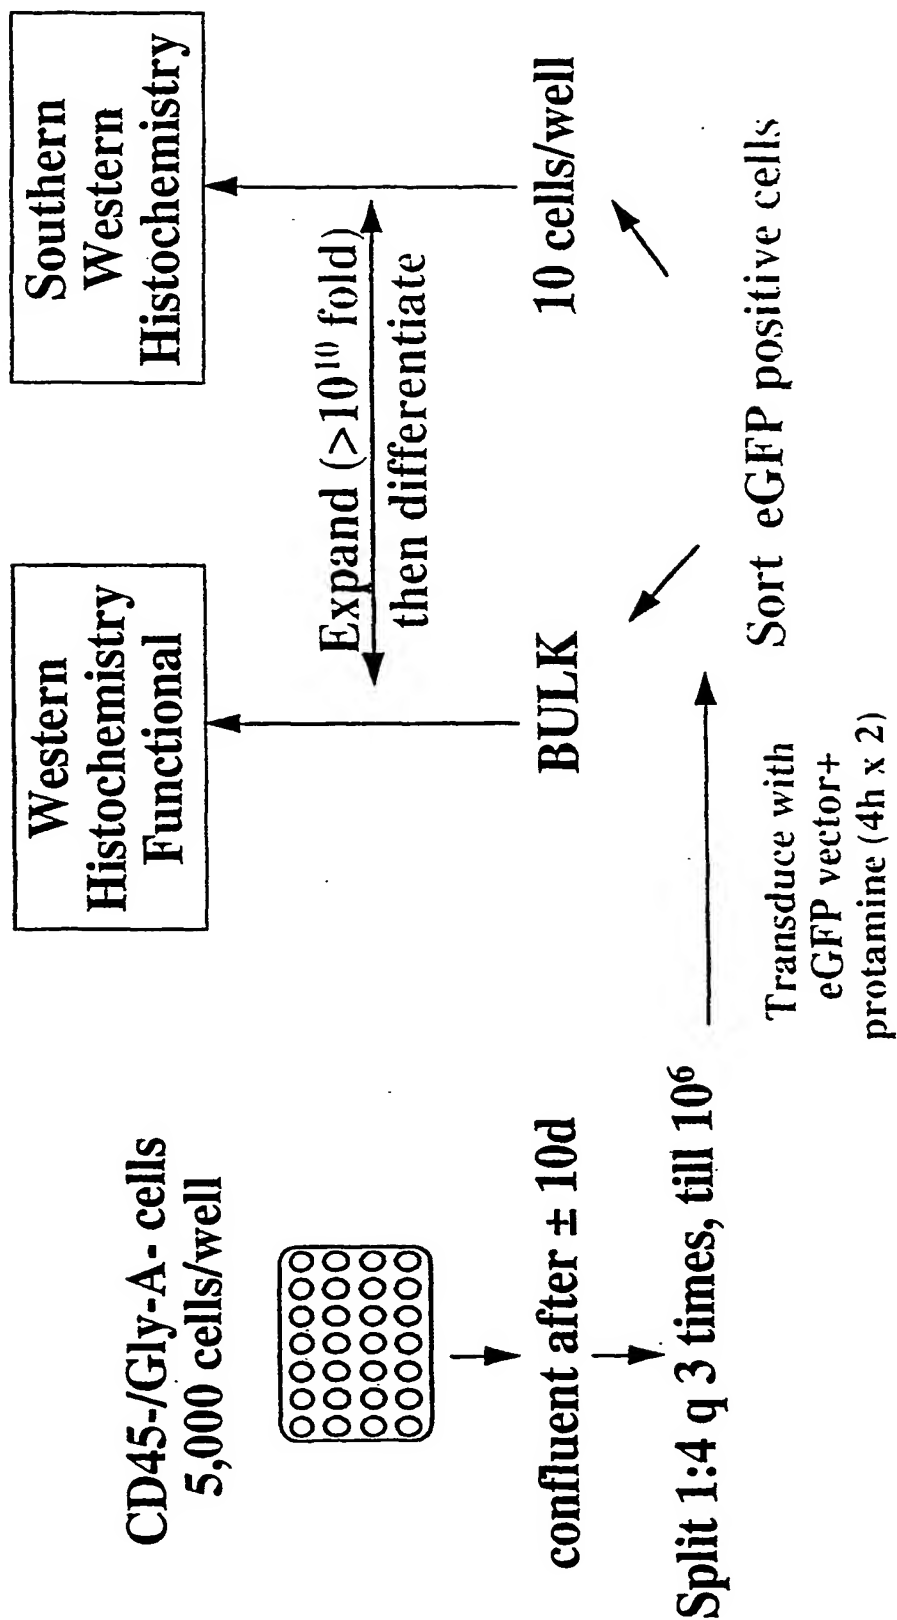 CD45-/Gly-A- cells
5,000 cells/well
confluent after ± 10d
Split 1:4 q 3 times, till 10⁶
Transduce with
eGFP vector+
protamine (4h x 2)
Sort eGFP positive cells
BULK
10 cells/well
Expand (>10¹⁰ fold)
then differentiate
Western
Histochemistry
Functional
Southern
Western
Histochemistry